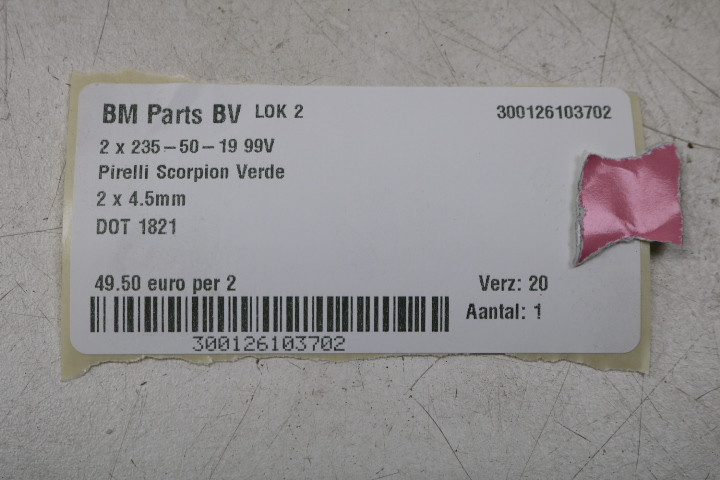 BM Parts BV LOK 2 300126103702
2 x 235-50-19 99V
Pirelli Scorpion Verde
2 x 4.5mm
DOT 1821
49.50 euro per 2 Verz: 20
Aantal: 1
300126103702